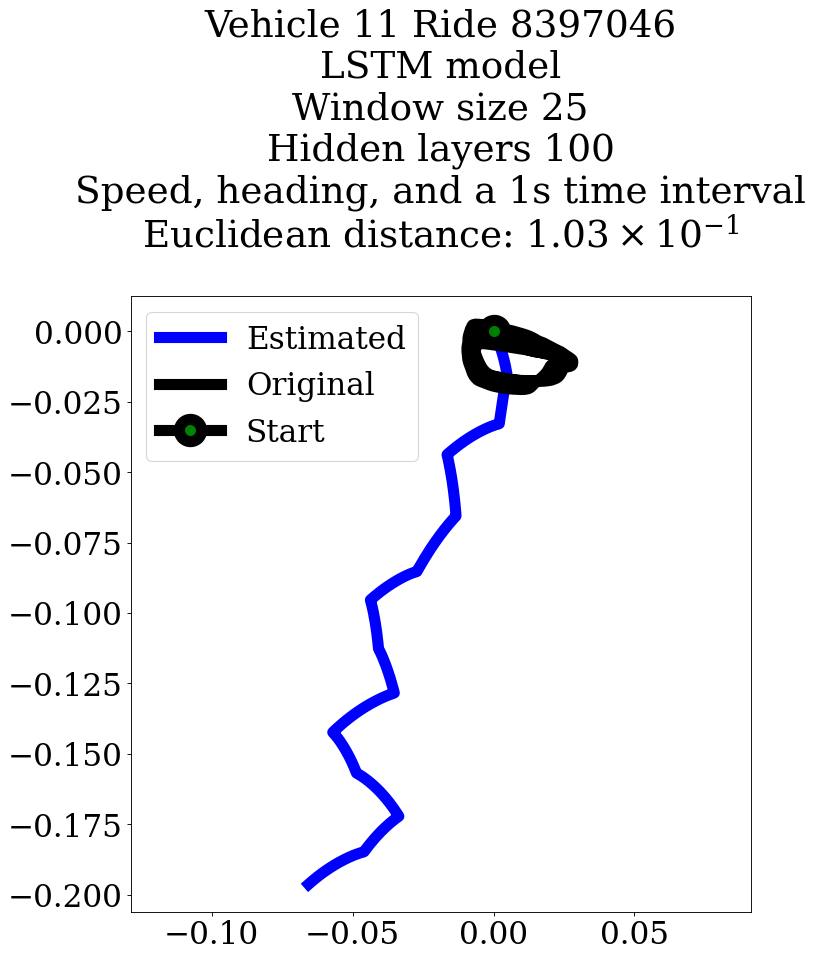 Vehicle 11 Ride 8397046
LSTM model
Window size 25
Hidden layers 100
Speed, heading, and a 1s time interval
Euclidean distance: 1.03 × 10⁻¹
Estimated
Original
Start
0.000
−0.025
−0.050
−0.075
−0.100
−0.125
−0.150
−0.175
−0.200
−0.10 −0.05 0.00 0.05